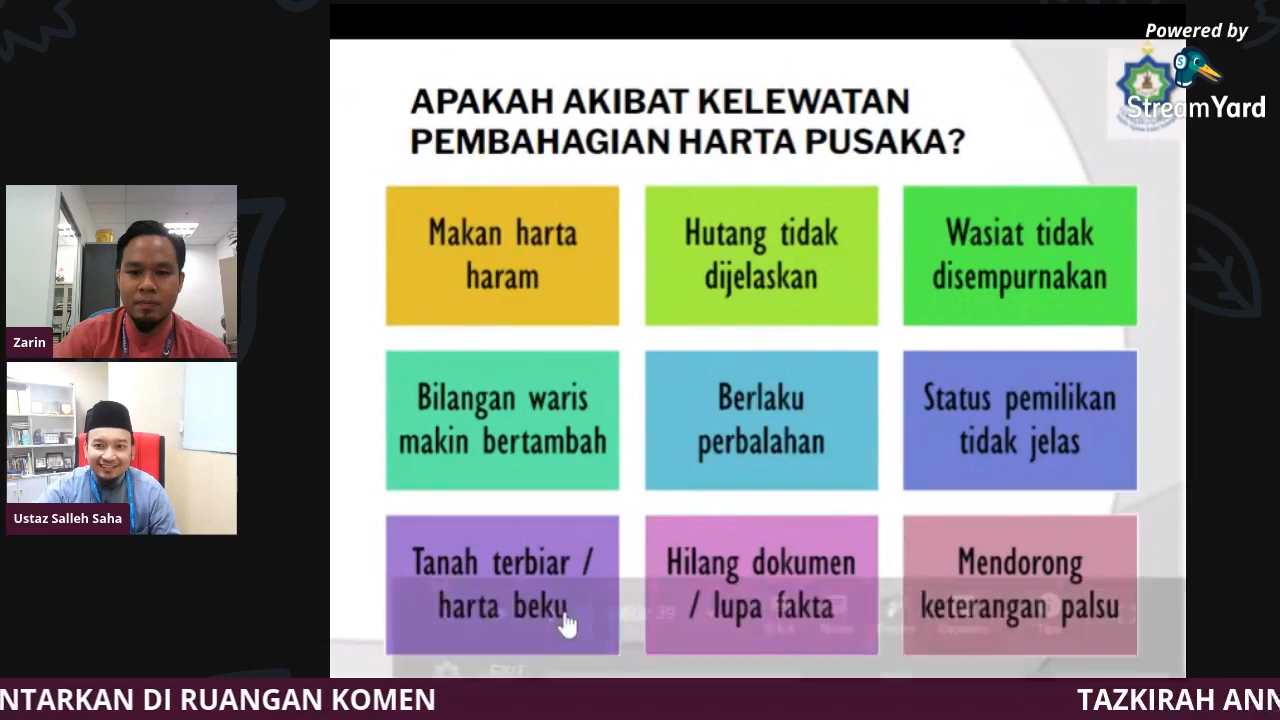 Powered by
StreamYard
APAKAH AKIBAT KELEWATAN
PEMBAHAGIAN HARTA PUSAKA?
Makan harta
haram
Hutang tidak
dijelaskan
Wasiat tidak
disempurnakan
Bilangan waris
makin bertambah
Berlaku
perbalahan
Status pemilikan
tidak jelas
Tanah terbiar /
harta beku
Hilang dokumen
/ lupa fakta
Mendorong
keterangan palsu
Zarin
Ustaz Salleh Saha
NTARKAN DI RUANGAN KOMEN
TAZKIRAH ANN